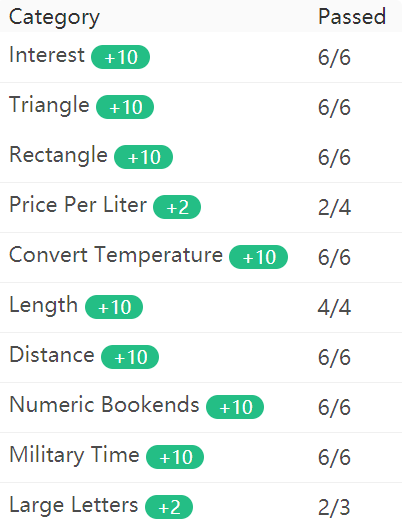 Category Passed
Interest +10 6/6
Triangle +10 6/6
Rectangle +10 6/6
Price Per Liter +2 2/4
Convert Temperature +10 6/6
Length +10 4/4
Distance +10 6/6
Numeric Bookends +10 6/6
Military Time +10 6/6
Large Letters +2 2/3